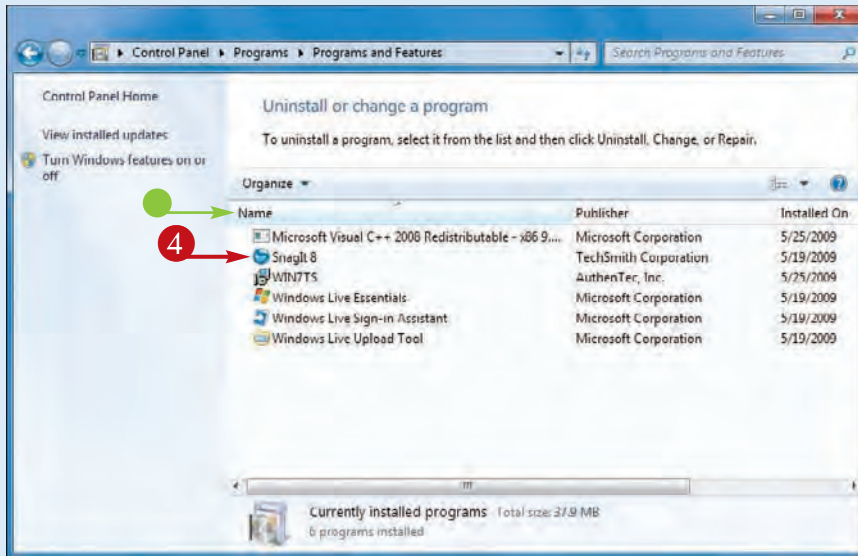 Control Panel ▸ Programs ▸ Programs and Features
Search Programs and Features
Control Panel Home
View installed updates
Turn Windows features on or
off
Uninstall or change a program
To uninstall a program, select it from the list and then click Uninstall, Change, or Repair.
Organize
Name Publisher Installed On
4
Microsoft Visual C++ 2008 Redistributable - x86 9.... Microsoft Corporation 5/25/2009
SnagIt 8 TechSmith Corporation 5/19/2009
WIN7TS AuthenTec, Inc. 5/25/2009
Windows Live Essentials Microsoft Corporation 5/19/2009
Windows Live Sign-in Assistant Microsoft Corporation 5/19/2009
Windows Live Upload Tool Microsoft Corporation 5/19/2009
Currently installed programs Total size: 37.9 MB
6 programs installed